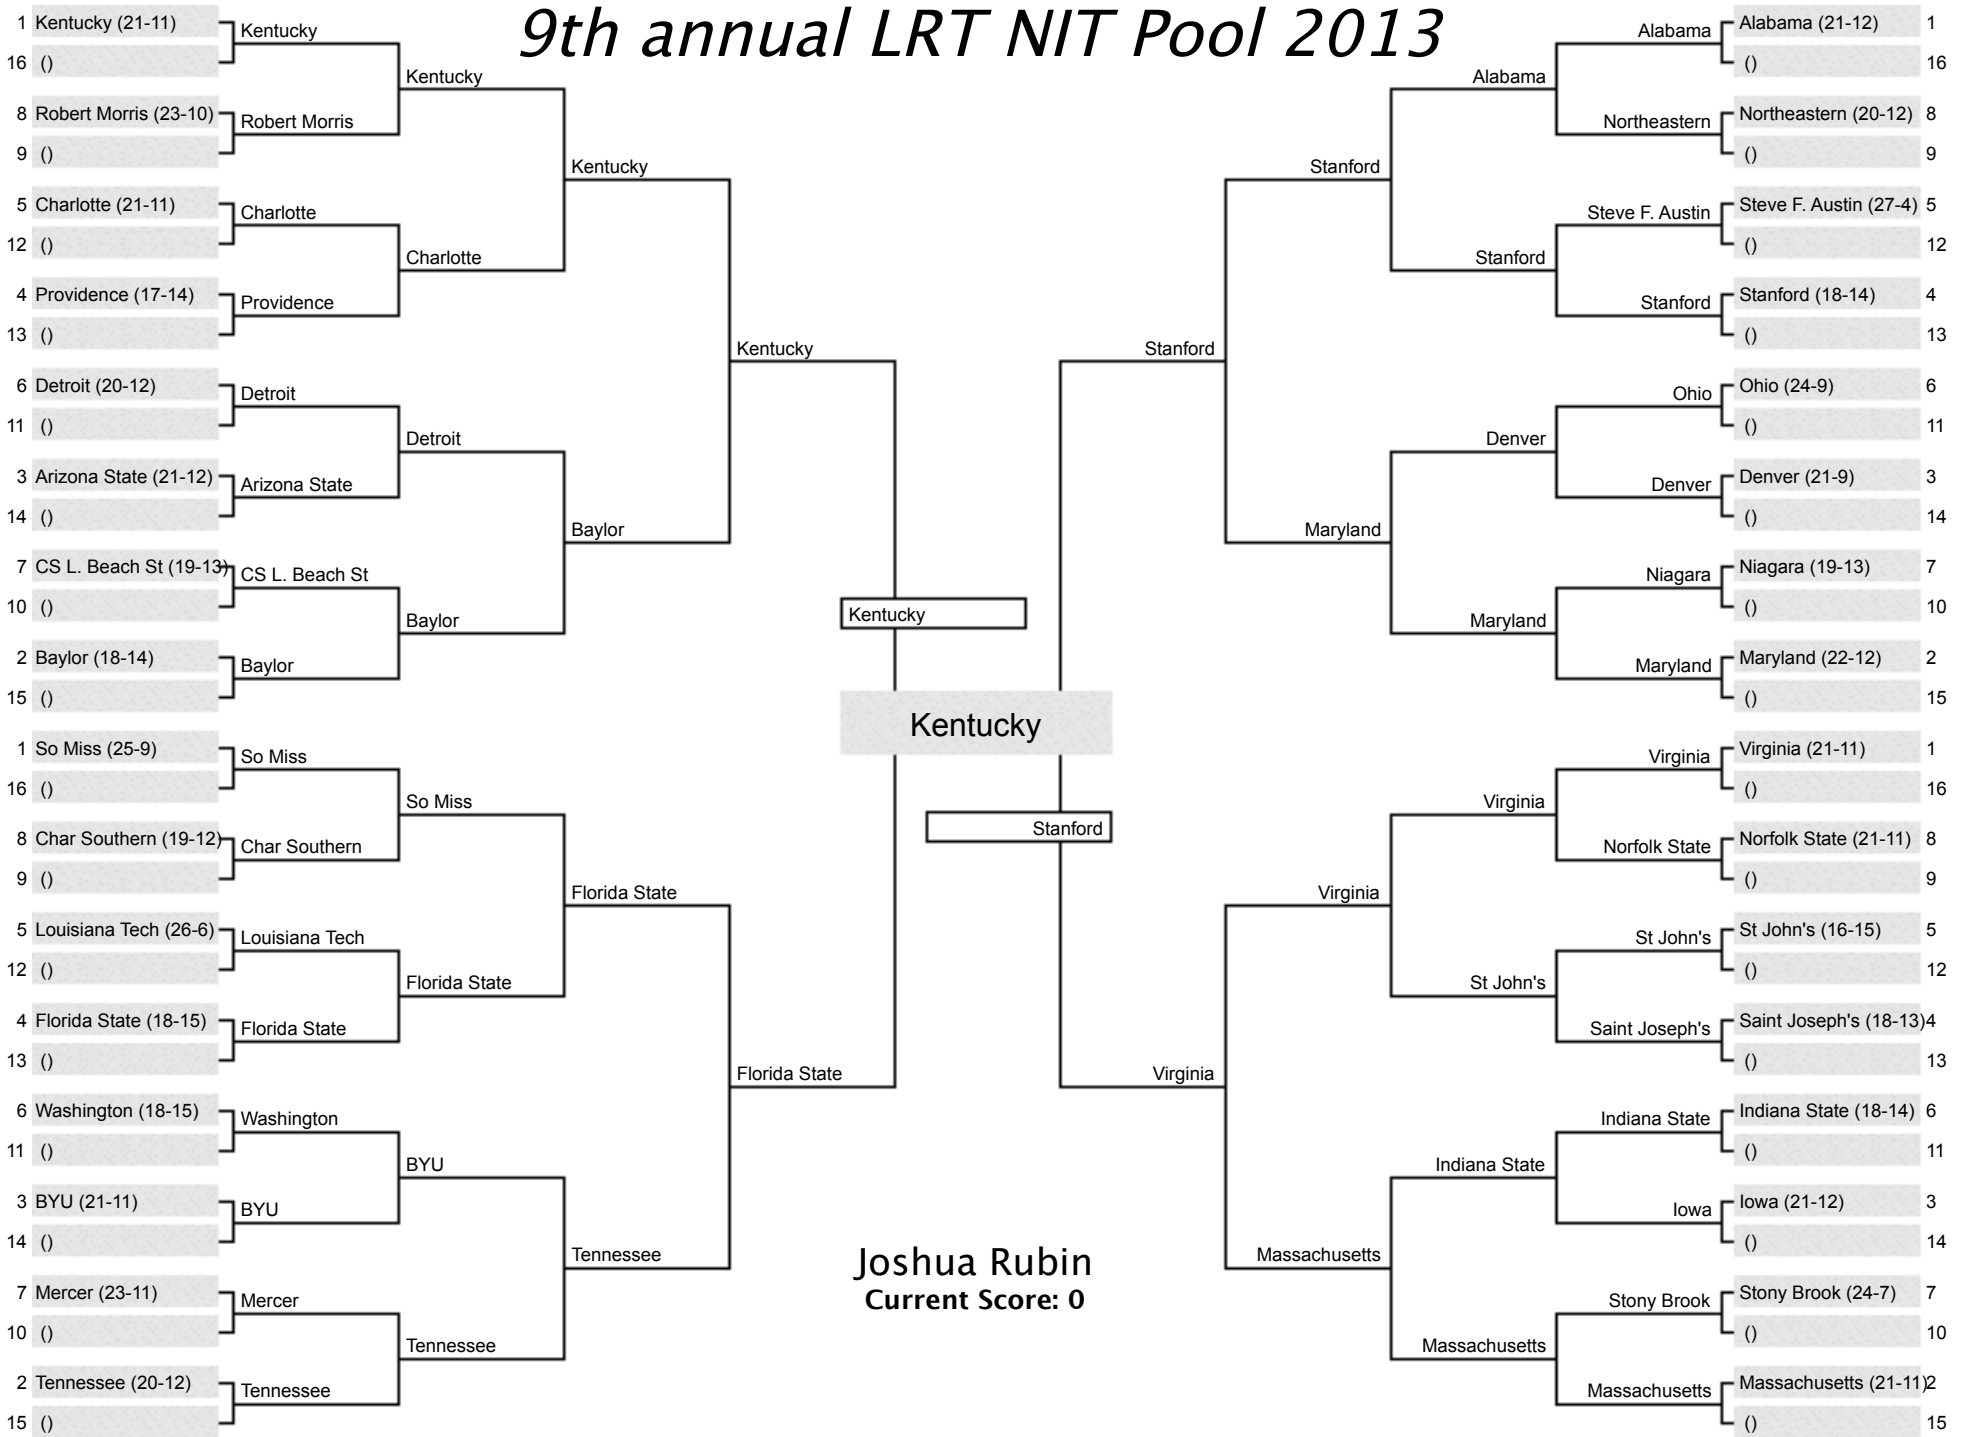 9th annual LRT NIT Pool 2013
1 Kentucky (21-11)
16 ()
8 Robert Morris (23-10)
9 ()
5 Charlotte (21-11)
12 ()
4 Providence (17-14)
13 ()
6 Detroit (20-12)
11 ()
3 Arizona State (21-12)
14 ()
7 CS L. Beach St (19-13)
10 ()
2 Baylor (18-14)
15 ()
1 So Miss (25-9)
16 ()
8 Char Southern (19-12)
9 ()
5 Louisiana Tech (26-6)
12 ()
4 Florida State (18-15)
13 ()
6 Washington (18-15)
11 ()
3 BYU (21-11)
14 ()
7 Mercer (23-11)
10 ()
2 Tennessee (20-12)
15 ()
Kentucky
Robert Morris
Charlotte
Providence
Detroit
Arizona State
CS L. Beach St
Baylor
So Miss
Char Southern
Louisiana Tech
Florida State
Washington
BYU
Mercer
Tennessee
Kentucky
Charlotte
Detroit
Baylor
So Miss
Florida State
BYU
Tennessee
Kentucky
Baylor
Florida State
Tennessee
Kentucky
Florida State
Kentucky
Kentucky
Stanford
Joshua Rubin
Current Score: 0
Stanford
Virginia
Stanford
Maryland
Virginia
Massachusetts
Alabama
Stanford
Denver
Maryland
Virginia
St John's
Indiana State
Massachusetts
Alabama
Northeastern
Steve F. Austin
Stanford
Ohio
Denver
Niagara
Maryland
Virginia
Norfolk State
St John's
Saint Joseph's
Indiana State
Iowa
Stony Brook
Massachusetts
Alabama (21-12) 1
() 16
Northeastern (20-12) 8
() 9
Steve F. Austin (27-4) 5
() 12
Stanford (18-14) 4
() 13
Ohio (24-9) 6
() 11
Denver (21-9) 3
() 14
Niagara (19-13) 7
() 10
Maryland (22-12) 2
() 15
Virginia (21-11) 1
() 16
Norfolk State (21-11) 8
() 9
St John's (16-15) 5
() 12
Saint Joseph's (18-13) 4
() 13
Indiana State (18-14) 6
() 11
Iowa (21-12) 3
() 14
Stony Brook (24-7) 7
() 10
Massachusetts (21-11) 2
() 15